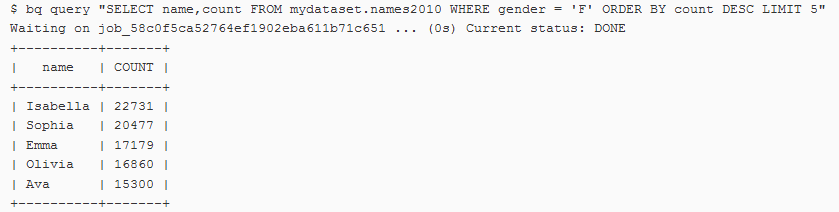 $ bq query "SELECT name,count FROM mydataset.names2010 WHERE gender = 'F' ORDER BY count DESC LIMIT 5"
Waiting on job_58c0f5ca52764ef1902eba611b71c651 ... (0s) Current status: DONE
+----------+-------+
|   name   | COUNT |
+----------+-------+
| Isabella | 22731 |
| Sophia   | 20477 |
| Emma     | 17179 |
| Olivia   | 16860 |
| Ava      | 15300 |
+----------+-------+